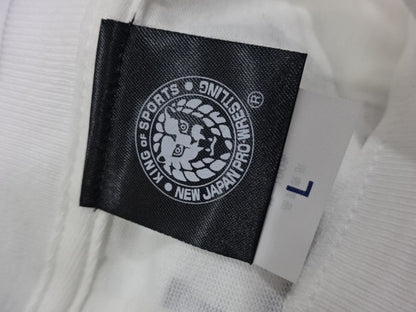 KING OF SPORTS
NEW JAPAN PRO-WRESTLING
®
L